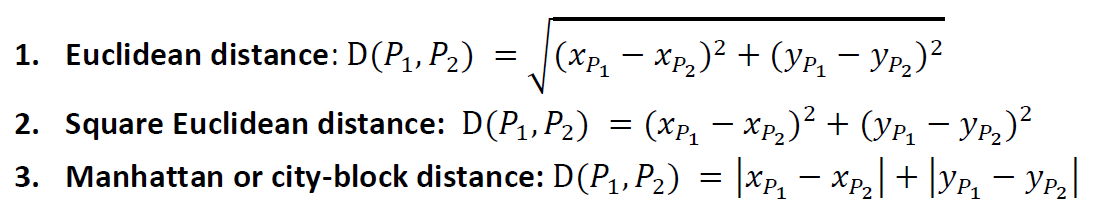 1. Euclidean distance: D(P₁, P₂) = √((x_P₁ − x_P₂)² + (y_P₁ − y_P₂)²)
2. Square Euclidean distance: D(P₁, P₂) = (x_P₁ − x_P₂)² + (y_P₁ − y_P₂)²
3. Manhattan or city-block distance: D(P₁, P₂) = |x_P₁ − x_P₂| + |y_P₁ − y_P₂|